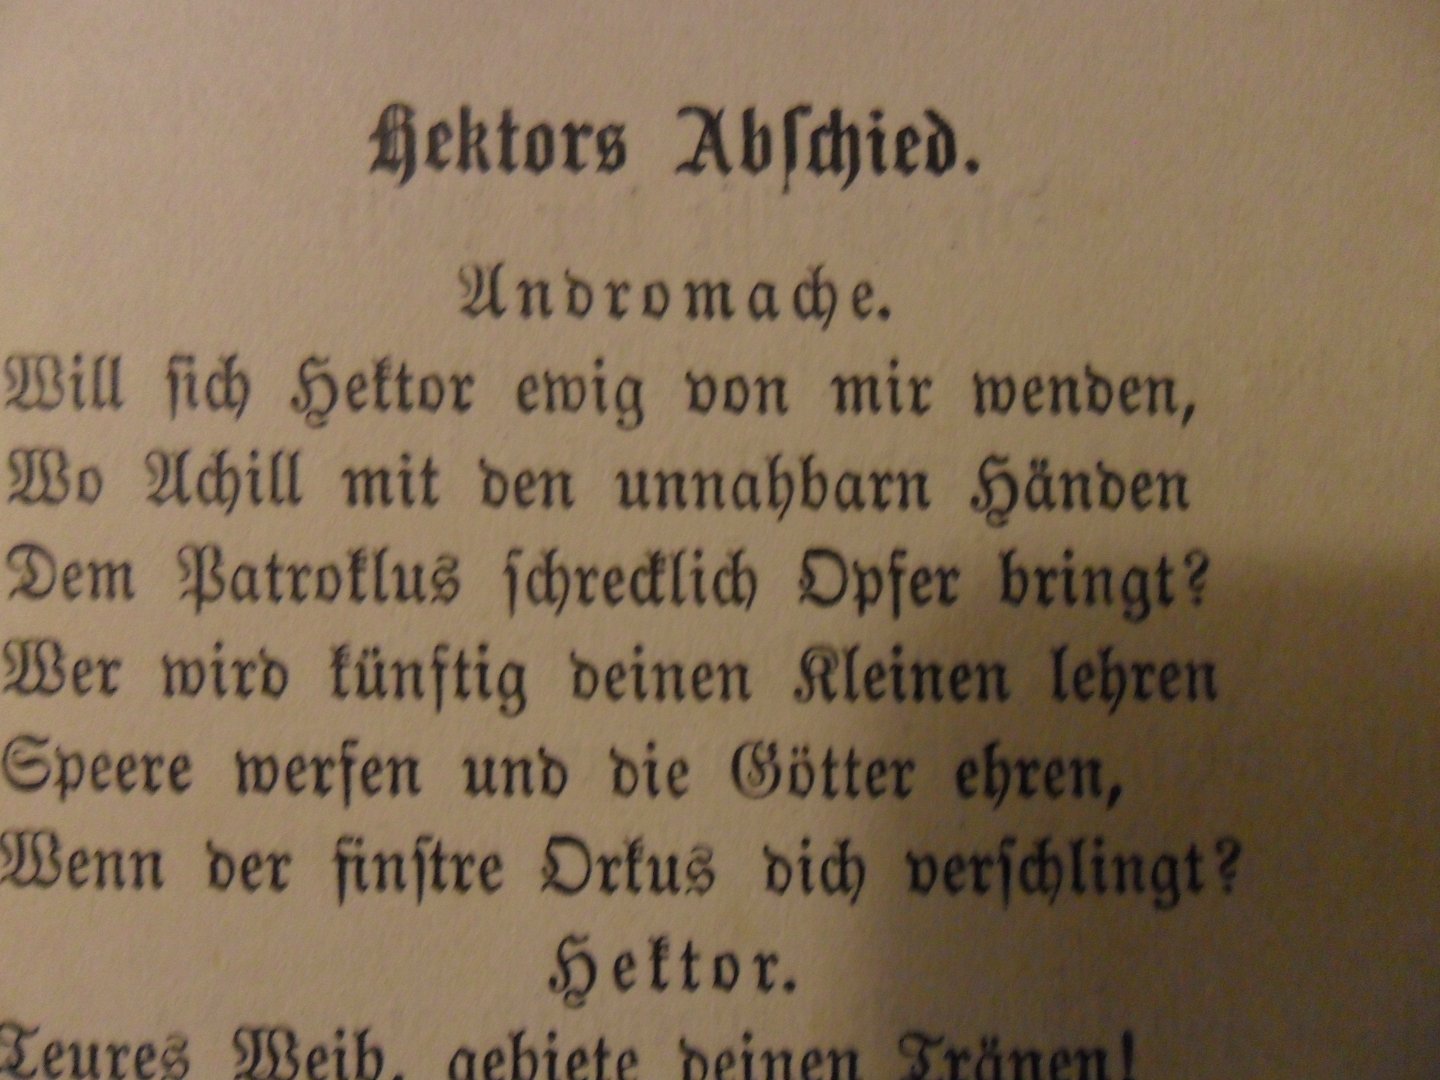 Hektors Abſchied.
Andromache.
Will ſich Hektor ewig von mir wenden,
Wo Achill mit den unnahbarn Händen
Dem Patroklus ſchrecklich Opfer bringt?
Wer wird künftig deinen Kleinen lehren
Speere werfen und die Götter ehren,
Wenn der finſtre Orkus dich verſchlingt?
Hektor.
Teures Weib, gebiete deinen Tränen!